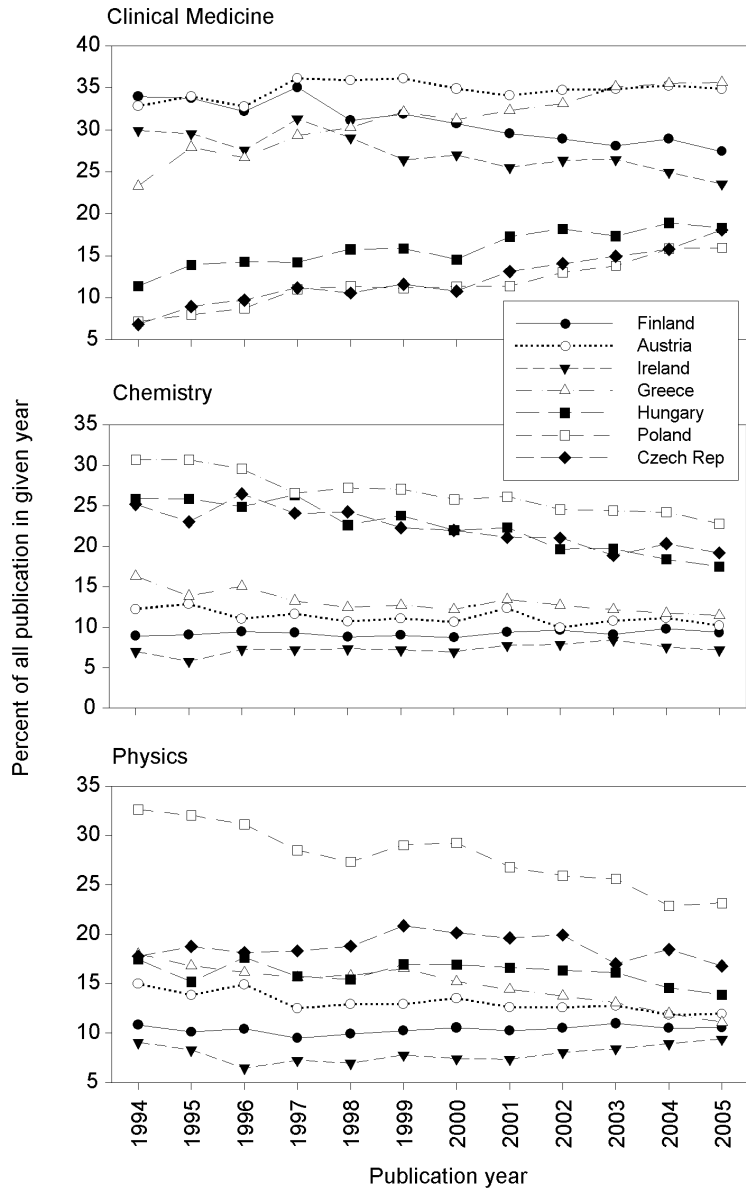 Clinical Medicine
40
35
30
25
20
15
10
5
Finland
Austria
Ireland
Greece
Hungary
Poland
Czech Rep
Chemistry
35
30
25
20
15
10
5
0
Percent of all publication in given year
Physics
35
30
25
20
15
10
5
1994
1995
1996
1997
1998
1999
2000
2001
2002
2003
2004
2005
Publication year